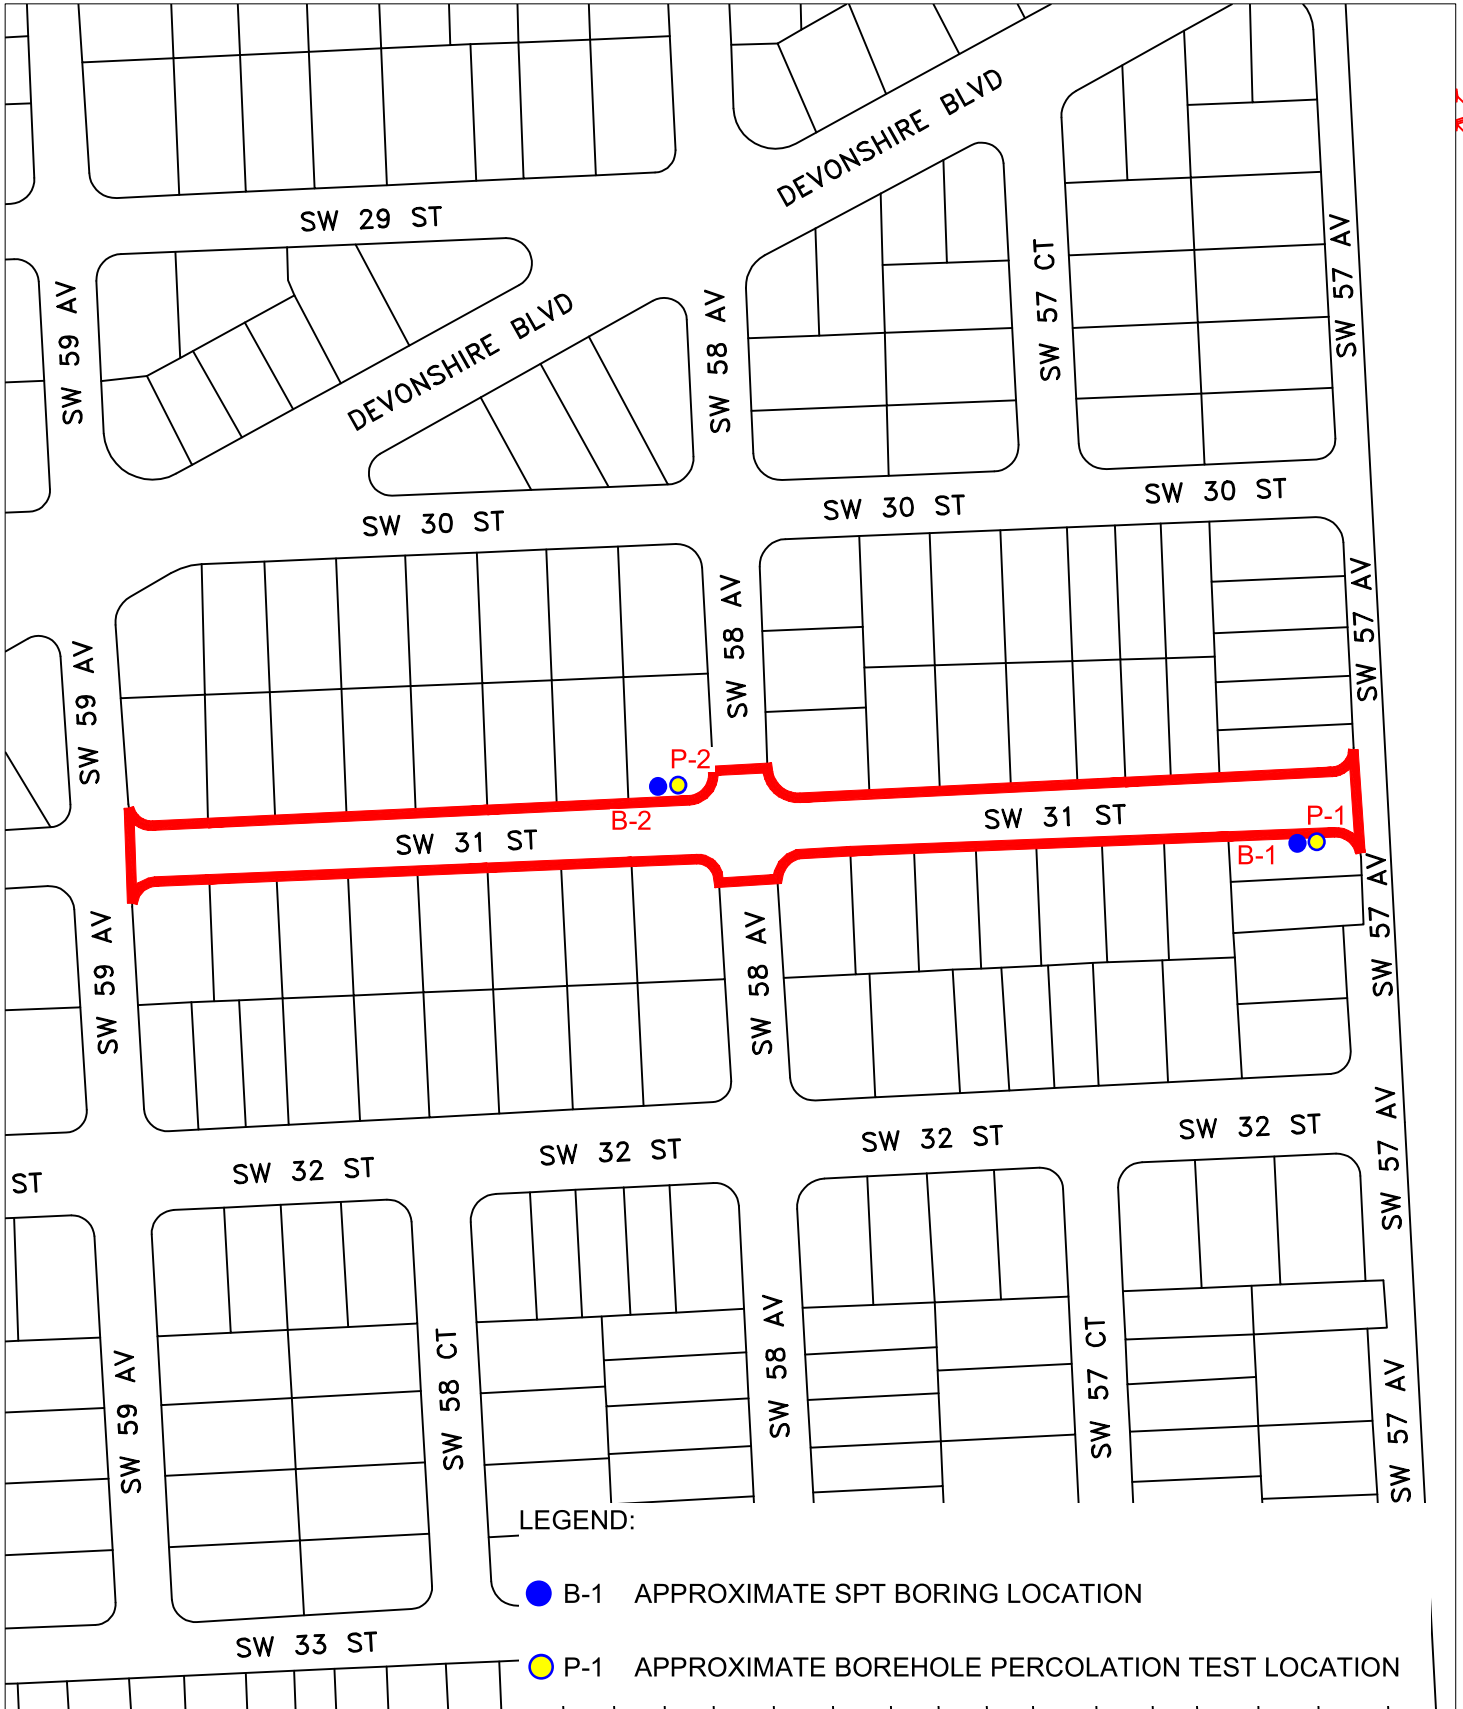 DEVONSHIRE BLVD
SW 29 ST
SW 57 AV
SW 57 CT
SW 59 AV
DEVONSHIRE BLVD
SW 58 AV
SW 30 ST
SW 30 ST
SW 30 ST
SW 58 AV
SW 57 AV
SW 59 AV
P-2
B-2
SW 31 ST
SW 31 ST
P-1
B-1
SW 57 AV
SW 59 AV
SW 58 AV
SW 57 AV
SW 32 ST
SW 32 ST
SW 32 ST
SW 32 ST
ST
SW 58 AV
SW 57 CT
SW 58 CT
SW 59 AV
SW 57 AV
LEGEND:
B-1 APPROXIMATE SPT BORING LOCATION
SW 33 ST
P-1 APPROXIMATE BOREHOLE PERCOLATION TEST LOCATION